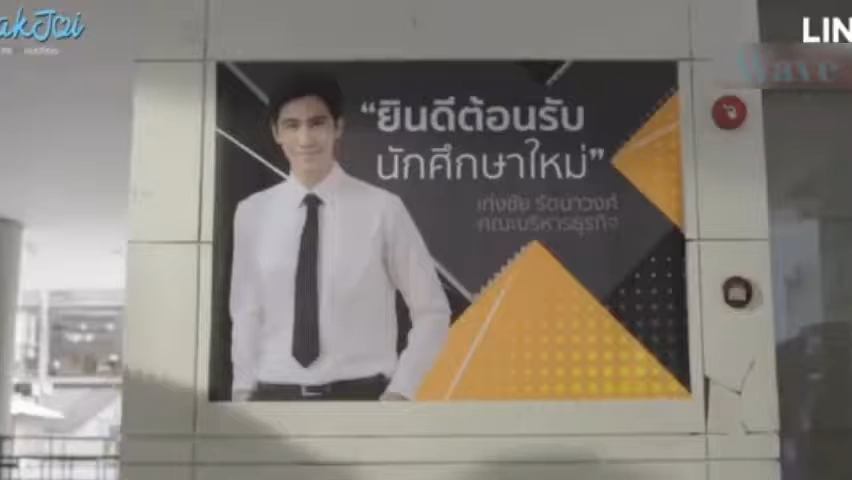 LIN
Wave
"ยินดีต้อนรับ
นักศึกษาใหม่"
เก่งชัย รัตนาวงศ์
คณะบริหารธุรกิจ